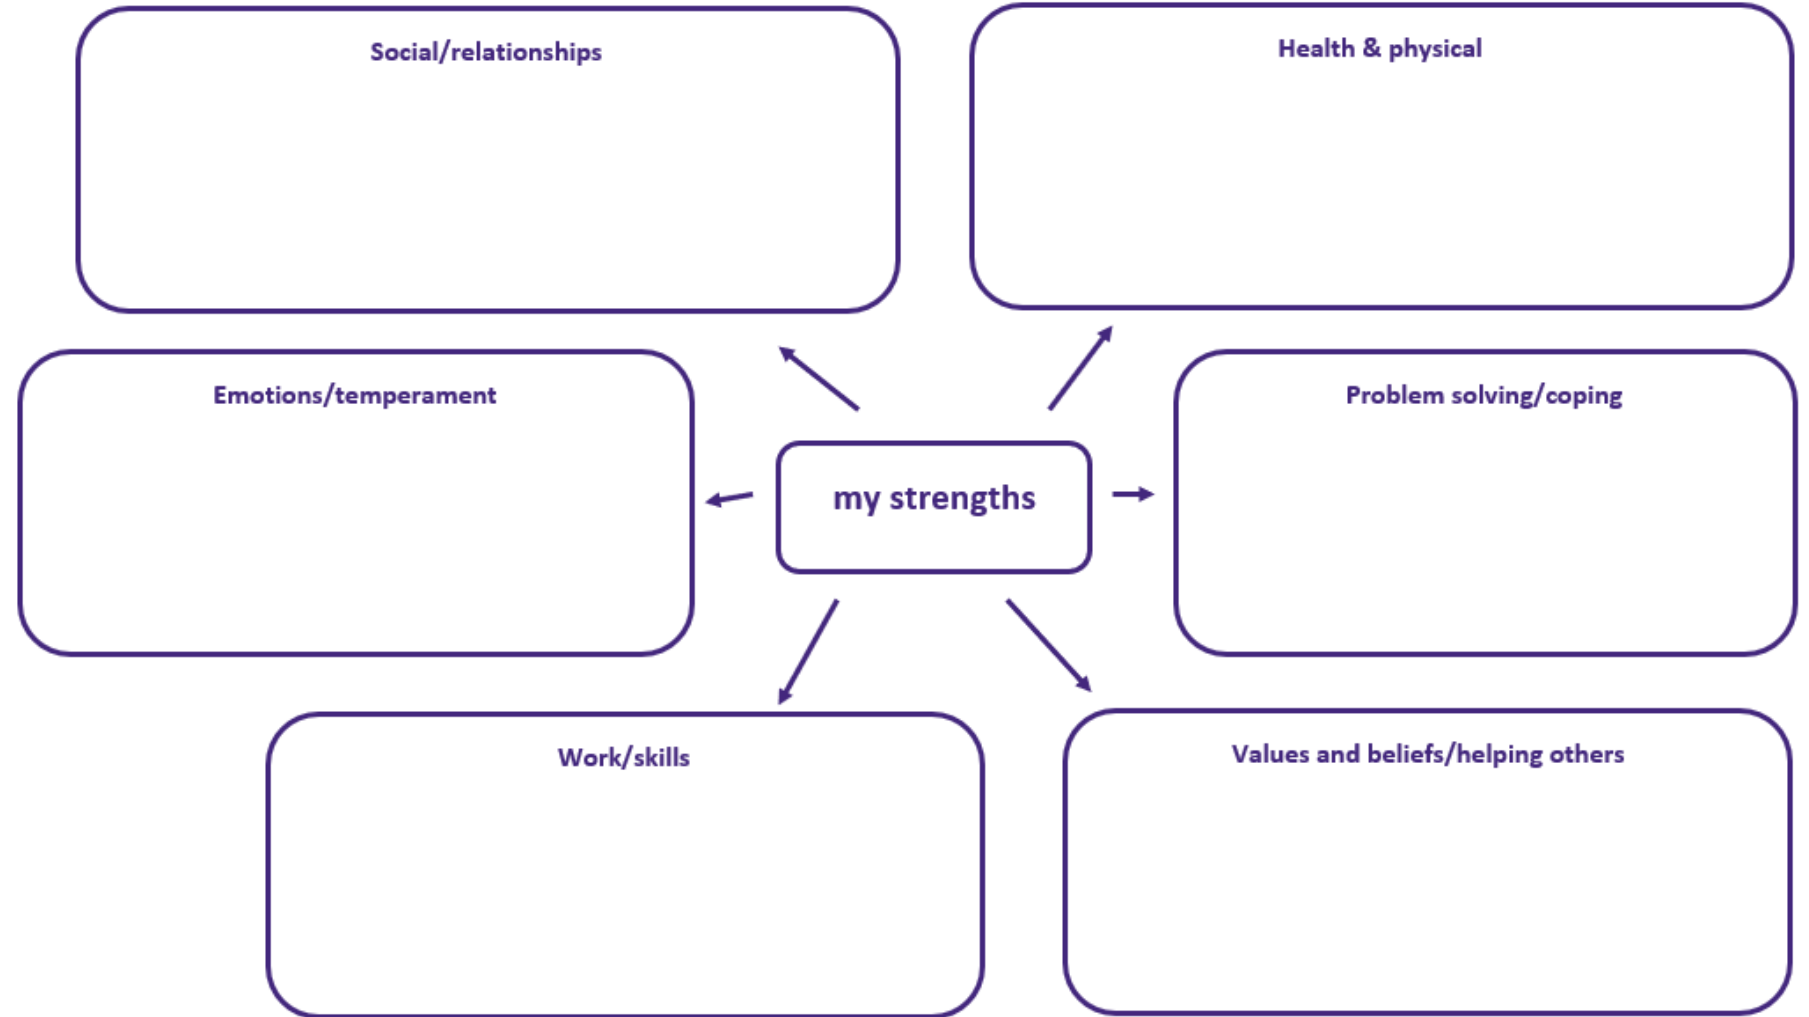 Social/relationships
Health & physical
Emotions/temperament
Problem solving/coping
my strengths
Work/skills
Values and beliefs/helping others